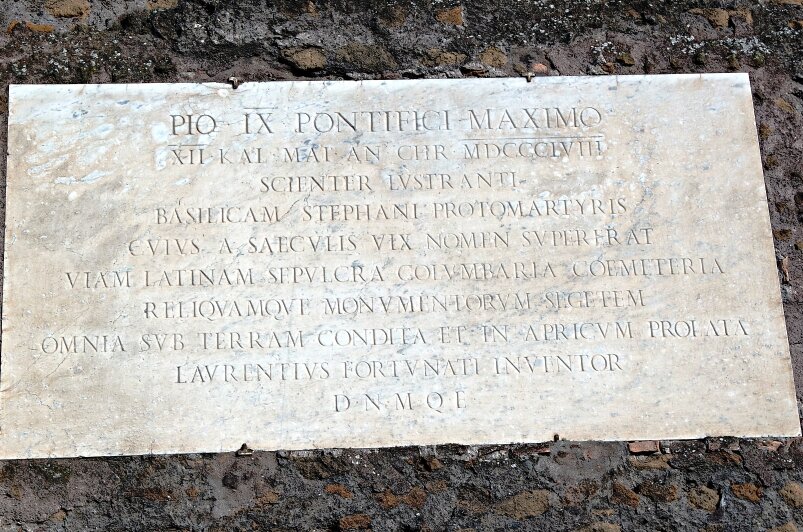 PIO IX PONTIFICI MAXIMO
XII KAL MAI AN CHR MDCCCLVIII
SCIENTER LVSTRANTI
BASILICAM STEPHANI PROTOMARTYRIS
CVIVS A SAECVLIS VIX NOMEN SVPERERAT
VIAM LATINAM SEPVLCRA COLVMBARIA COEMETERIA
RELIQVAMQVE MONVMENTORVM SEGETEM
OMNIA SVB TERRAM CONDITA ET IN APRICVM PROLATA
LAVRENTIVS FORTVNATI INVENTOR
D N M Q E